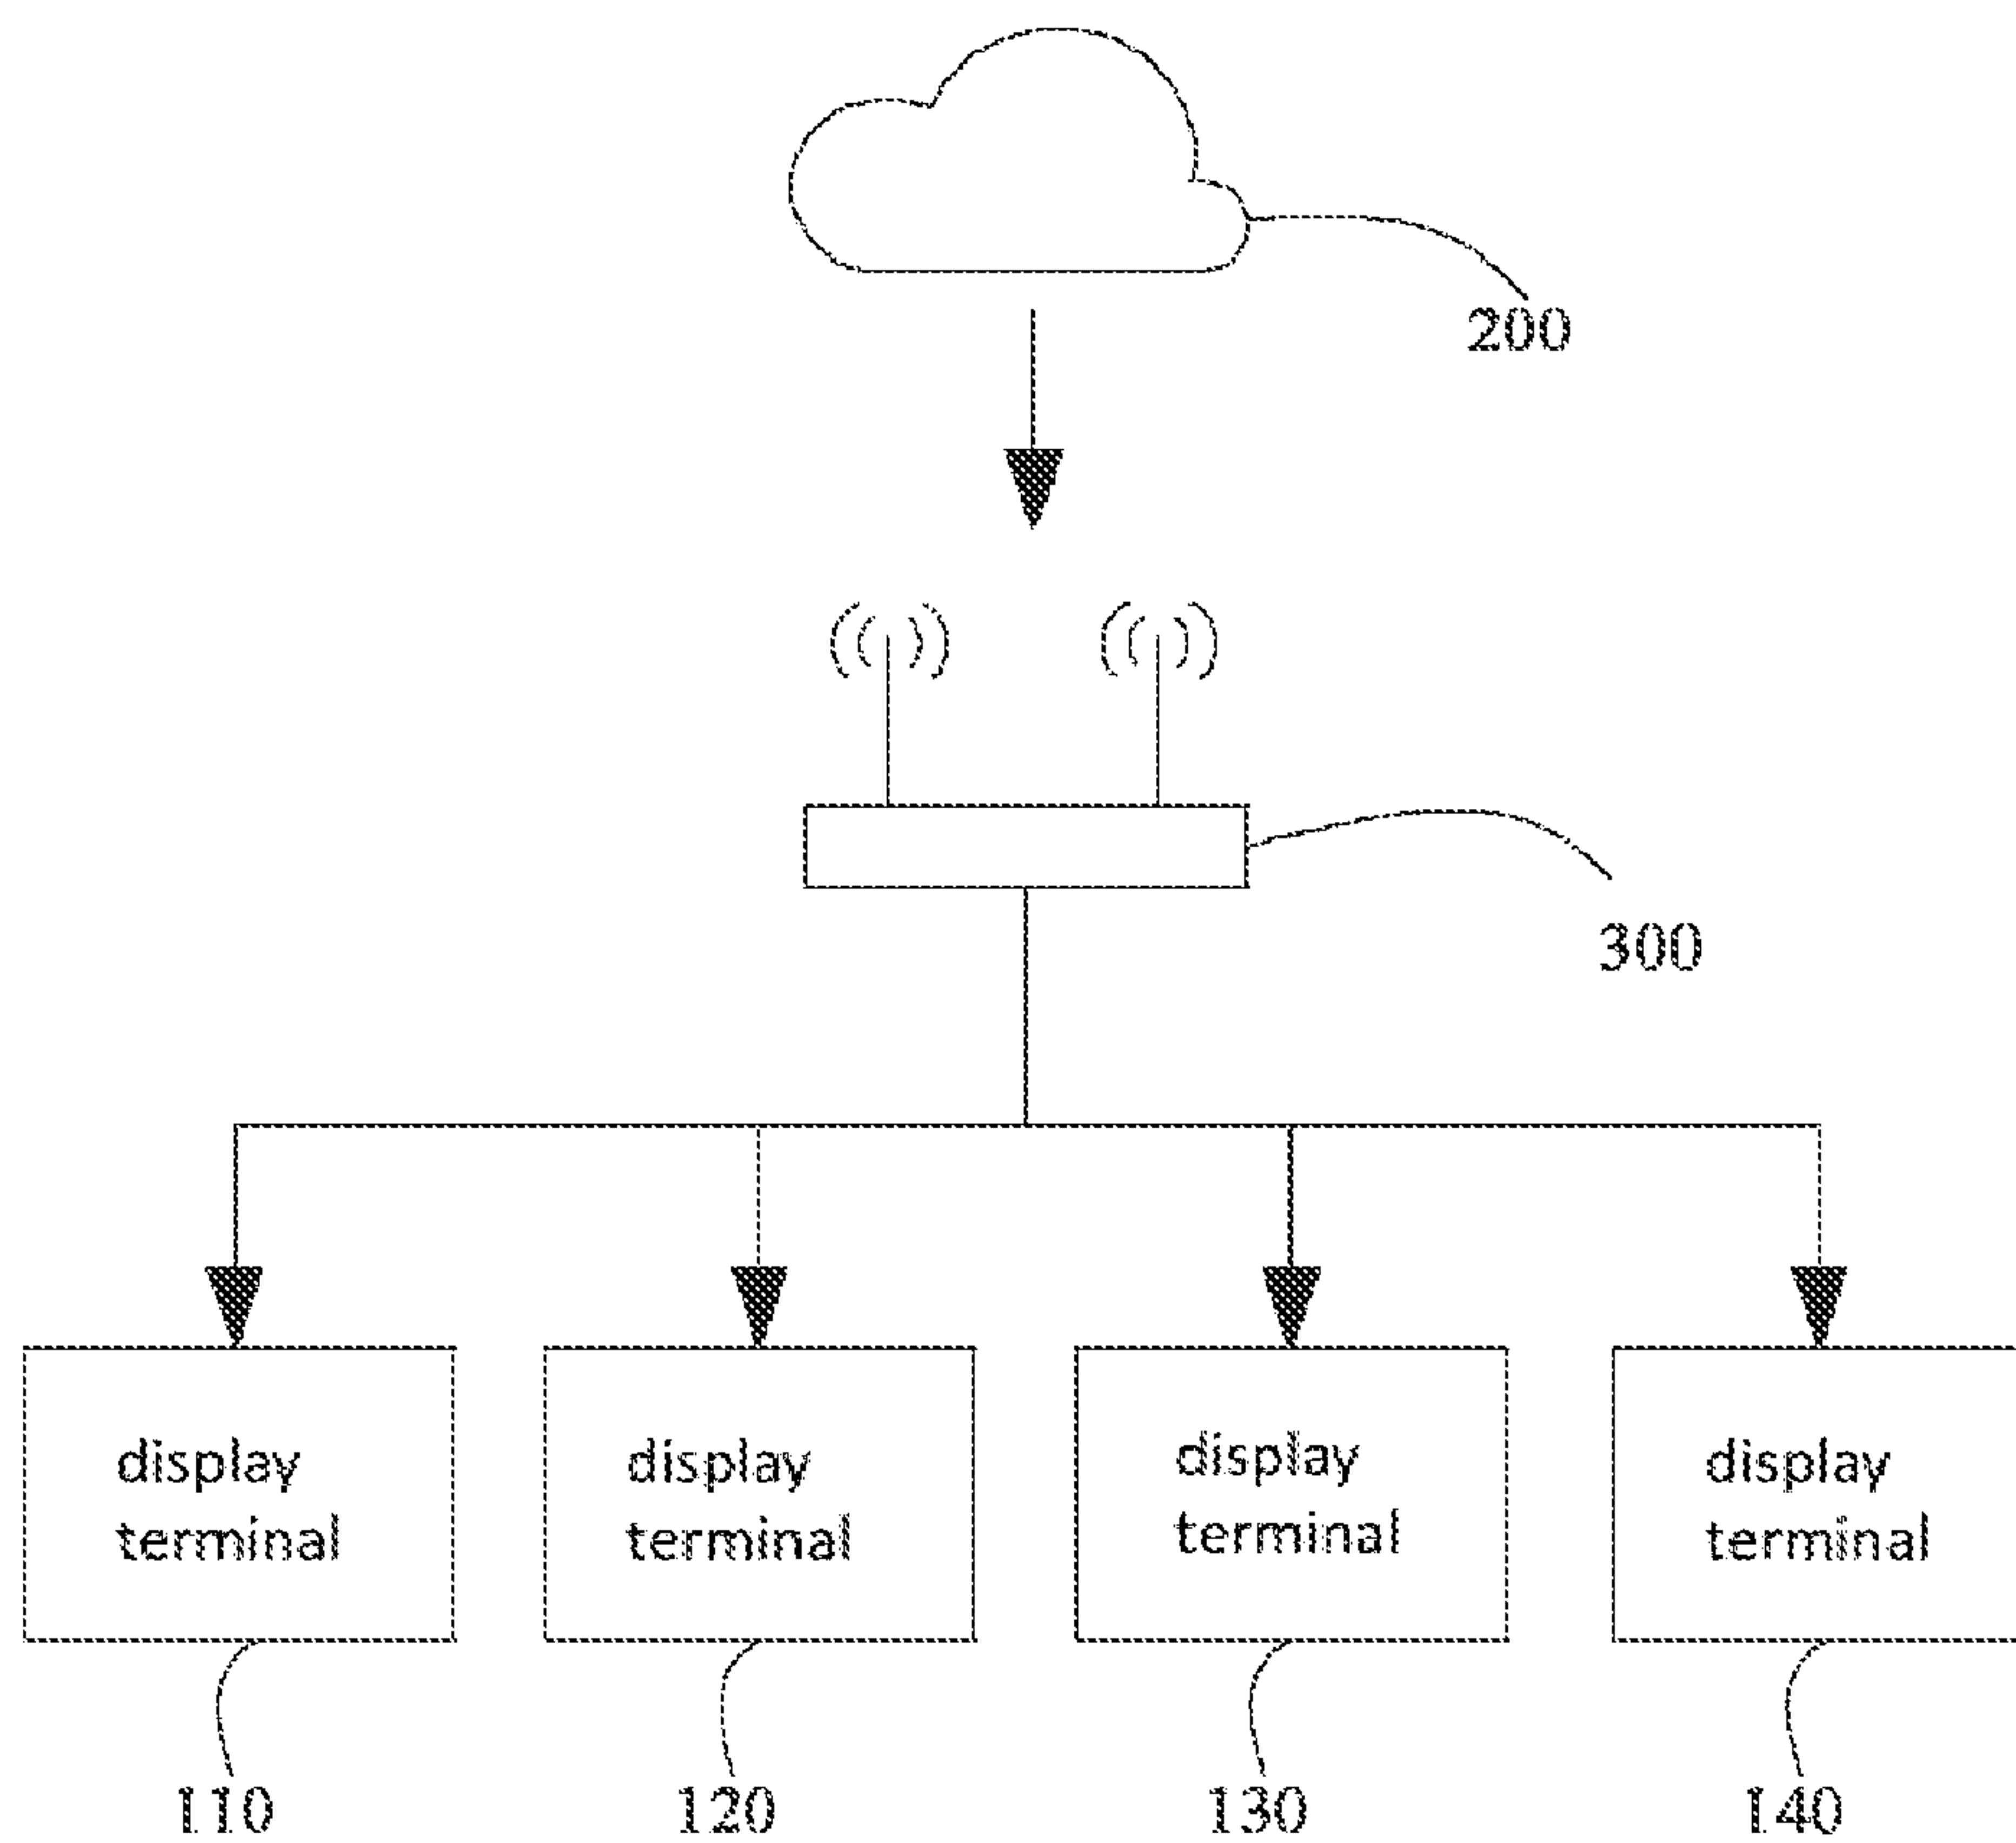 200
300
display
terminal
display
terminal
display
terminal
display
terminal
110
120
130
140